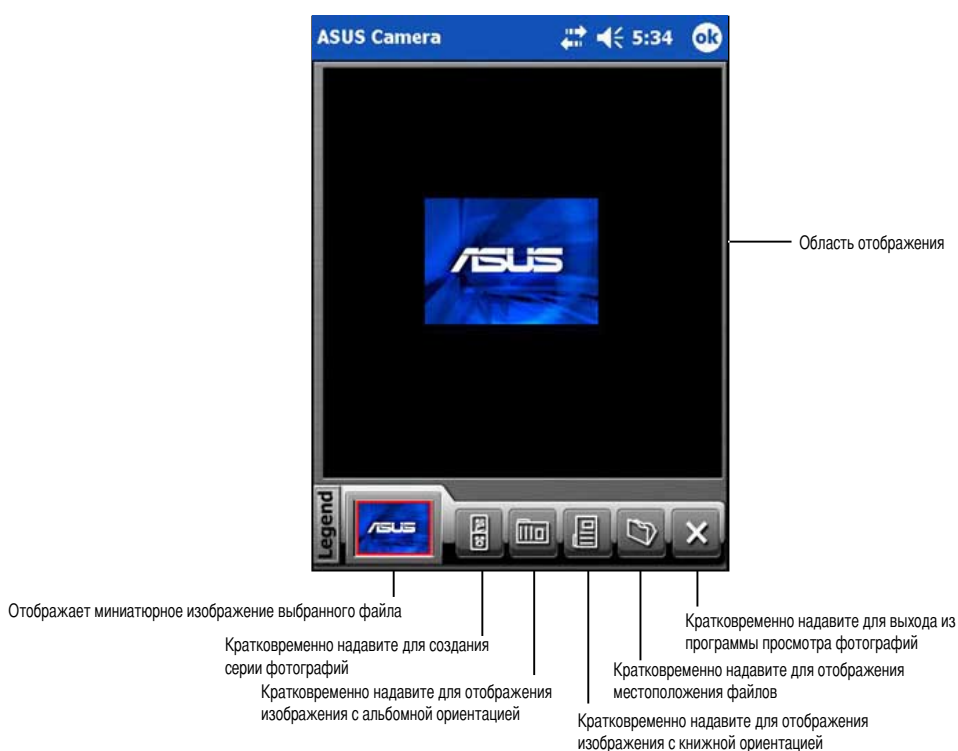 ASUS Camera
5:34
ok
ASUS
Область отображения
Legend
ASUS
Отображает миниатюрное изображение выбранного файла
Кратковременно надавите для создания
серии фотографий
Кратковременно надавите для отображения
изображения с альбомной ориентацией
Кратковременно надавите для выхода из
программы просмотра фотографий
Кратковременно надавите для отображения
местоположения файлов
Кратковременно надавите для отображения
изображения с книжной ориентацией